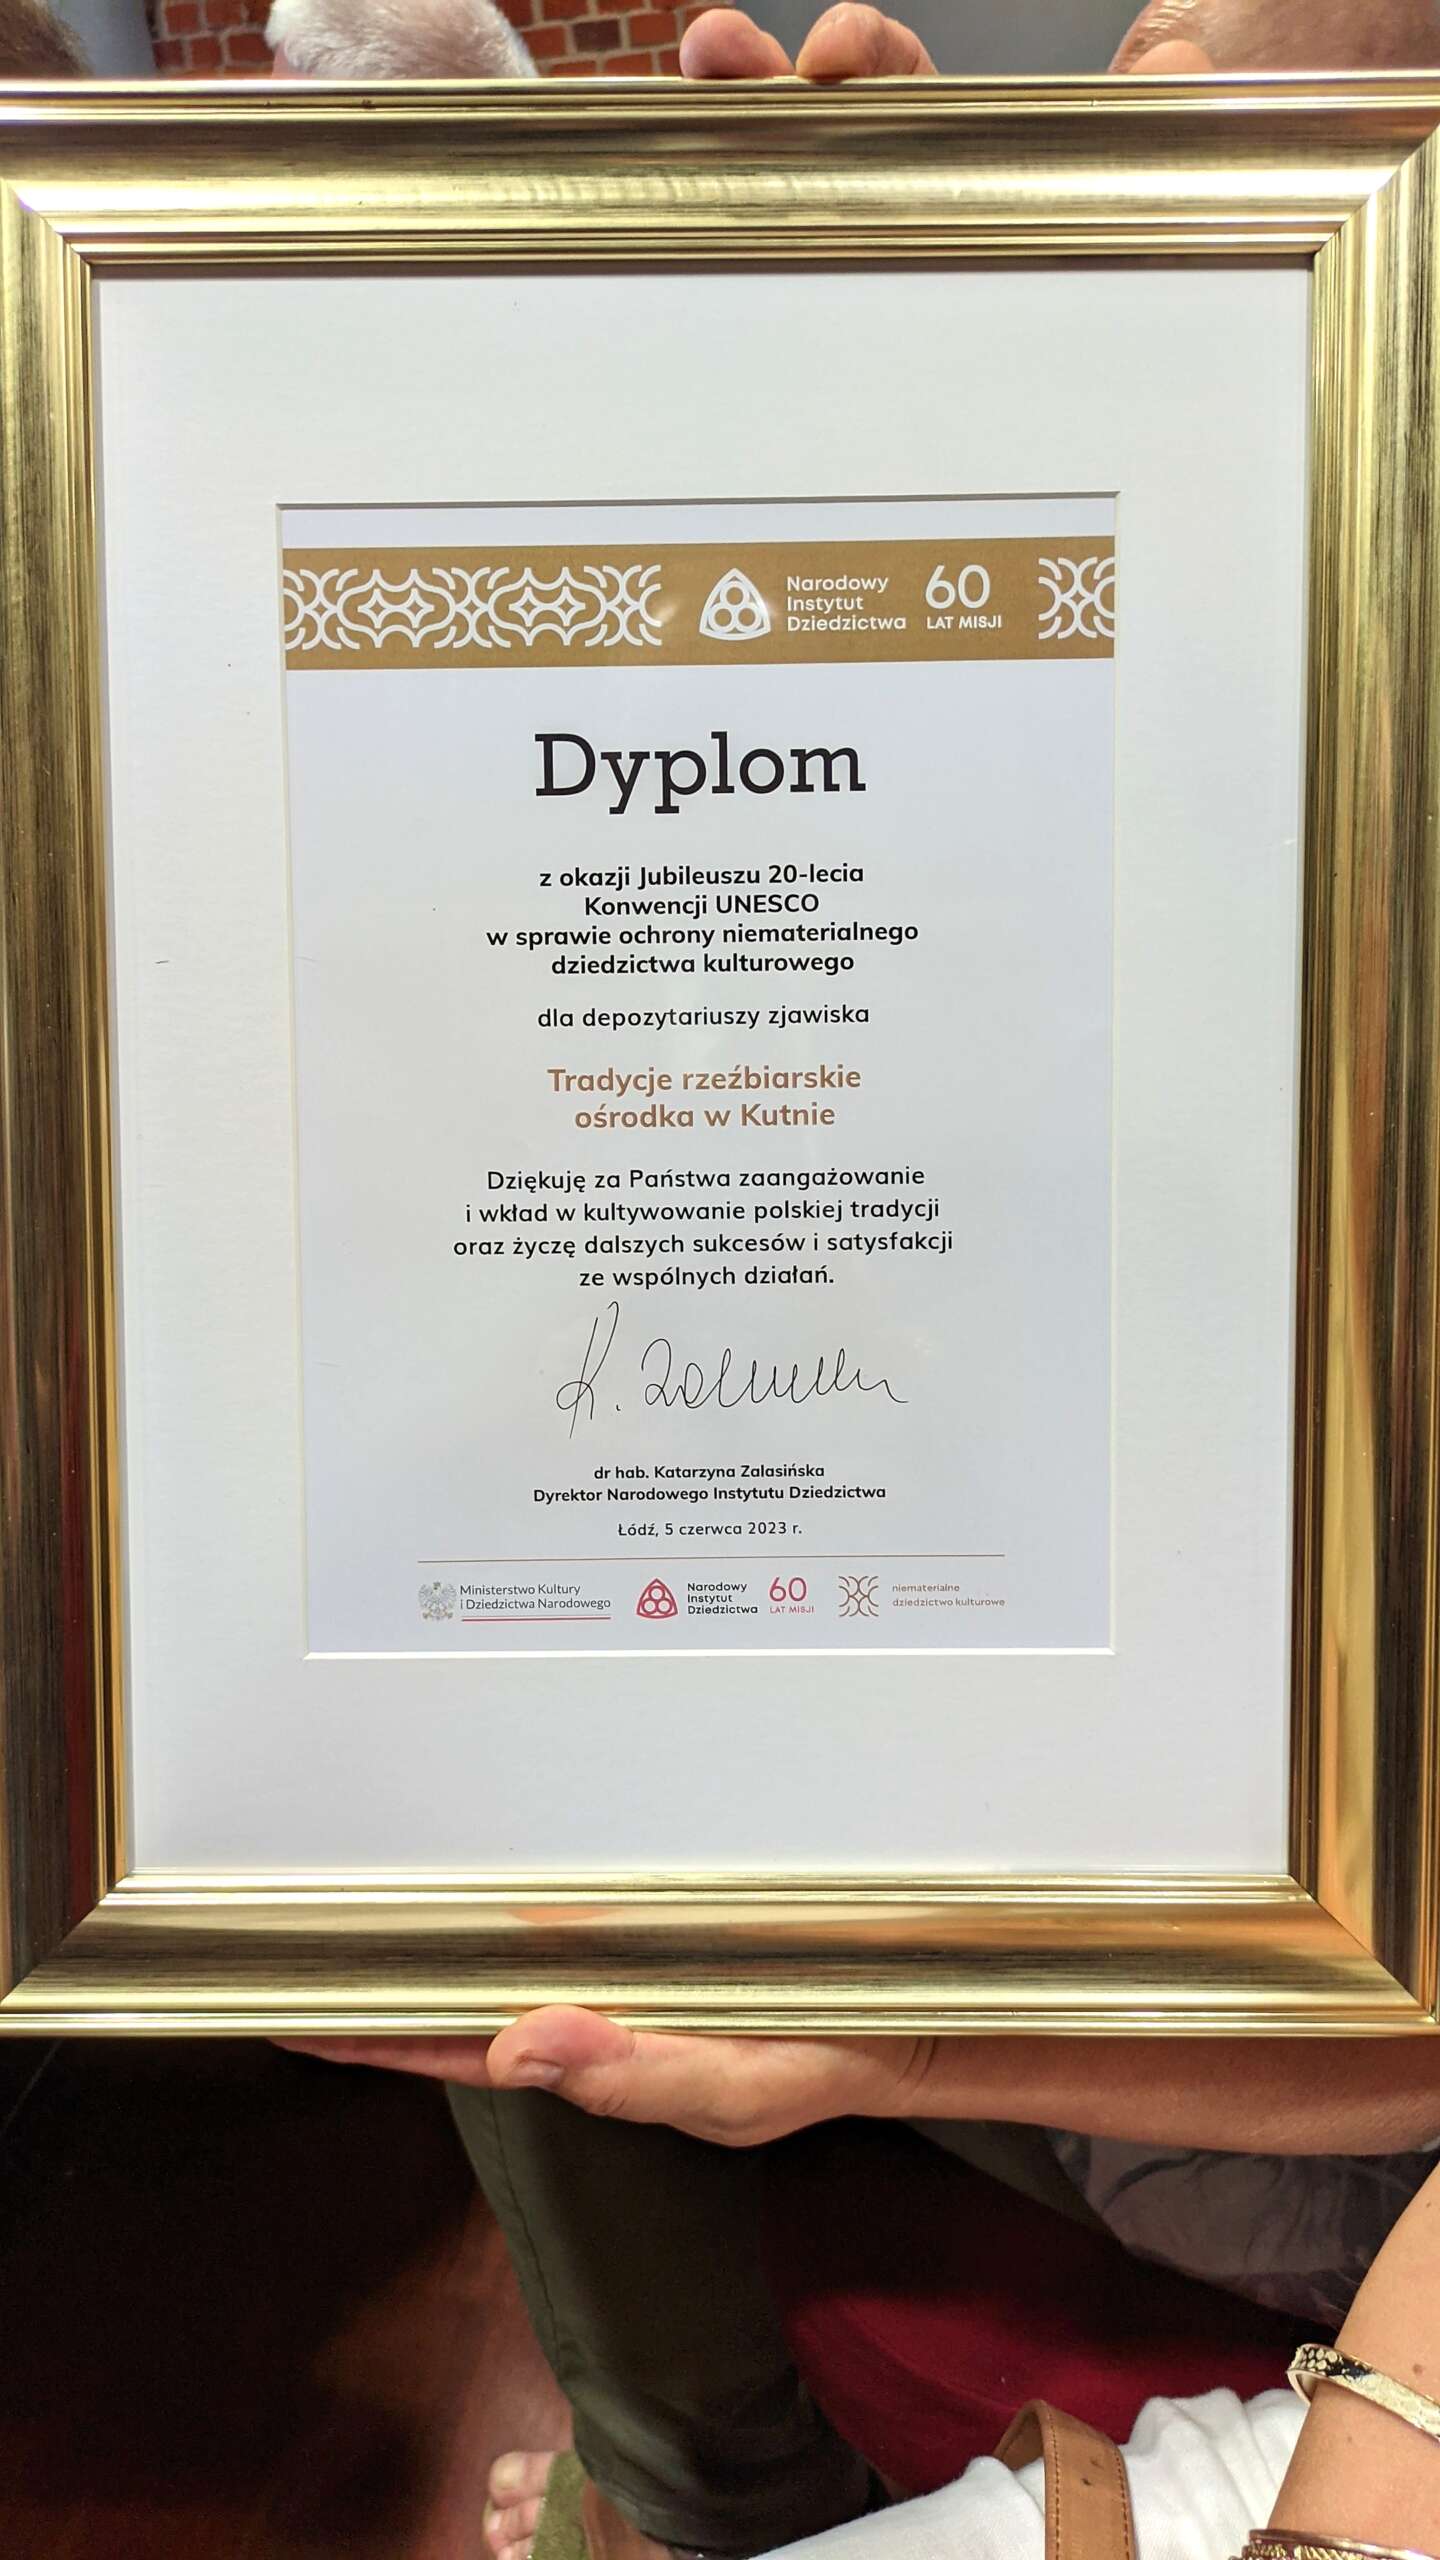 Narodowy
Instytut
Dziedzictwa
60
LAT MISJI
Dyplom
z okazji Jubileuszu 20-lecia
Konwencji UNESCO
w sprawie ochrony niematerialnego
dziedzictwa kulturowego
dla depozytariuszy zjawiska
Tradycje rzeźbiarskie
ośrodka w Kutnie
Dziękuję za Państwa zaangażowanie
i wkład w kultywowanie polskiej tradycji
oraz życzę dalszych sukcesów i satysfakcji
ze wspólnych działań.
dr hab. Katarzyna Zalasińska
Dyrektor Narodowego Instytutu Dziedzictwa
Łódź, 5 czerwca 2023 r.
Ministerstwo Kultury
i Dziedzictwa Narodowego
Narodowy
Instytut
Dziedzictwa
60
LAT MISJI
niematerialne
dziedzictwo kulturowe